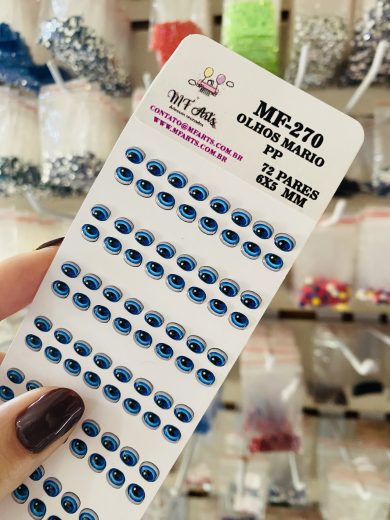 MF Arts
CONTATO@MFARTS.COM.BR
WWW.MFARTS.COM.BR
MF-270
OLHOS MARIO
PP
72 PARES
6X5 MM